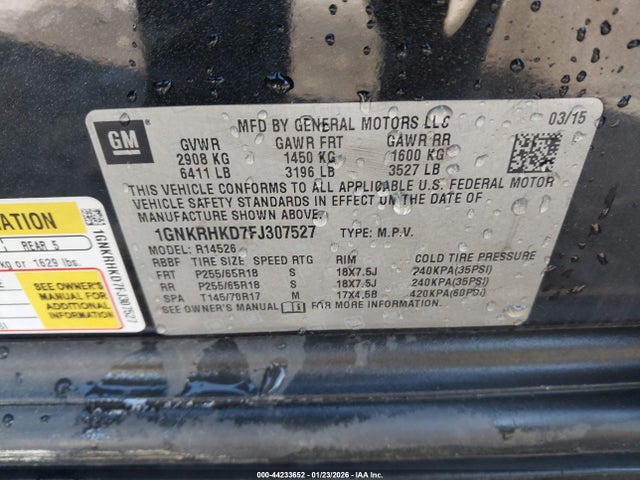 GM
MFD BY GENERAL MOTORS LLC
03/15
GVWR GAWR FRT GAWR RR
2908 KG 1450 KG 1600 KG
6411 LB 3196 LB 3527 LB
THIS VEHICLE CONFORMS TO ALL APPLICABLE U.S. FEDERAL MOTOR
VEHICLE SAFETY STANDARDS IN EFFECT ON THE DATE OF
MANUFACTURE SHOWN ABOVE.
1GNKRHKD7FJ307527 TYPE: M.P.V.
MODEL: R14526
RBBF TIRE SIZE SPEED RTG RIM COLD TIRE PRESSURE
FRT P255/65R18 S 18X7.5J 240KPA(35PSI)
RR P255/65R18 S 18X7.5J 240KPA(35PSI)
SPA T145/70R17 M 17X4.5B 420KPA(60PSI)
SEE OWNER'S MANUAL FOR MORE INFORMATION
REAR 5
kg or 1629 lbs.
SEE OWNER'S
MANUAL FOR
ADDITIONAL
INFORMATION
1GNKRHKD7FJ307527
000-44233652 - 01/23/2026 - IAA, Inc.